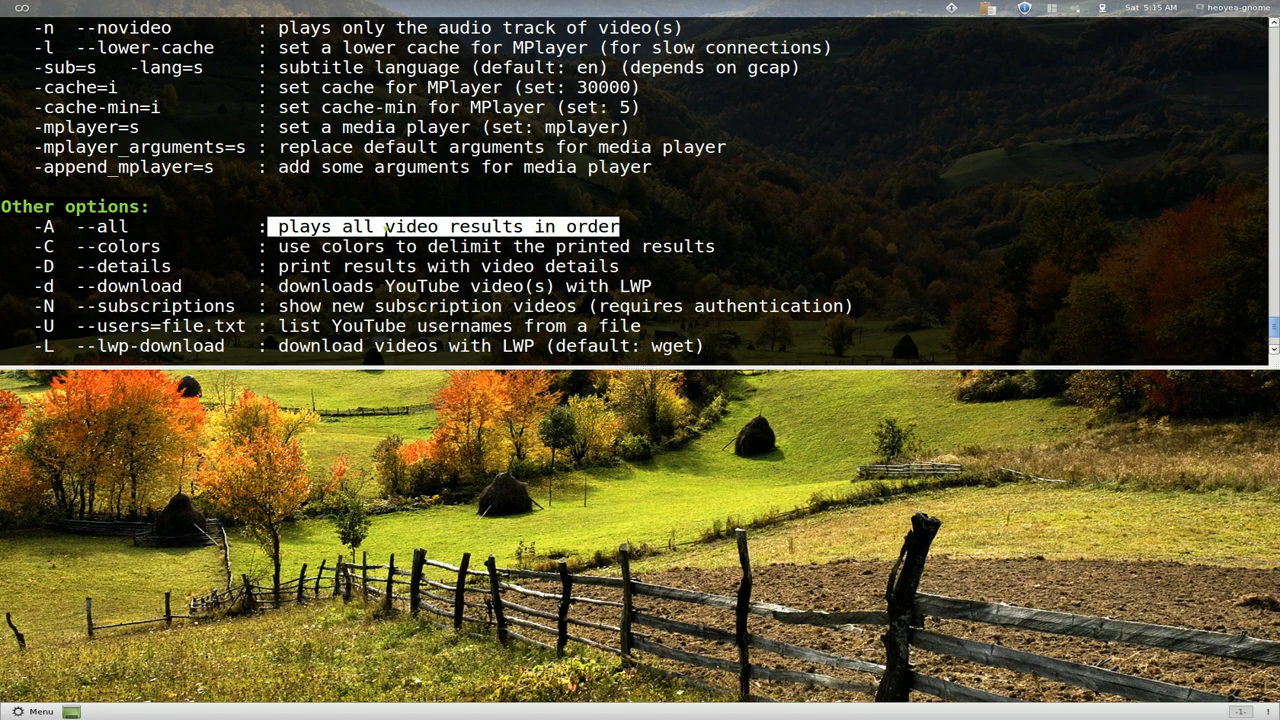 Sat 5:15 AM heoyea-gnome
-n --novideo : plays only the audio track of video(s)
-l --lower-cache : set a lower cache for MPlayer (for slow connections)
-sub=s -lang=s : subtitle language (default: en) (depends on gcap)
-cache=i : set cache for MPlayer (set: 30000)
-cache-min=i : set cache-min for MPlayer (set: 5)
-mplayer=s : set a media player (set: mplayer)
-mplayer_arguments=s : replace default arguments for media player
-append_mplayer=s : add some arguments for media player
Other options:
-A --all : plays all video results in order
-C --colors : use colors to delimit the printed results
-D --details : print results with video details
-d --download : downloads YouTube video(s) with LWP
-N --subscriptions : show new subscription videos (requires authentication)
-U --users=file.txt : list YouTube usernames from a file
-L --lwp-download : download videos with LWP (default: wget)
Menu -1- !